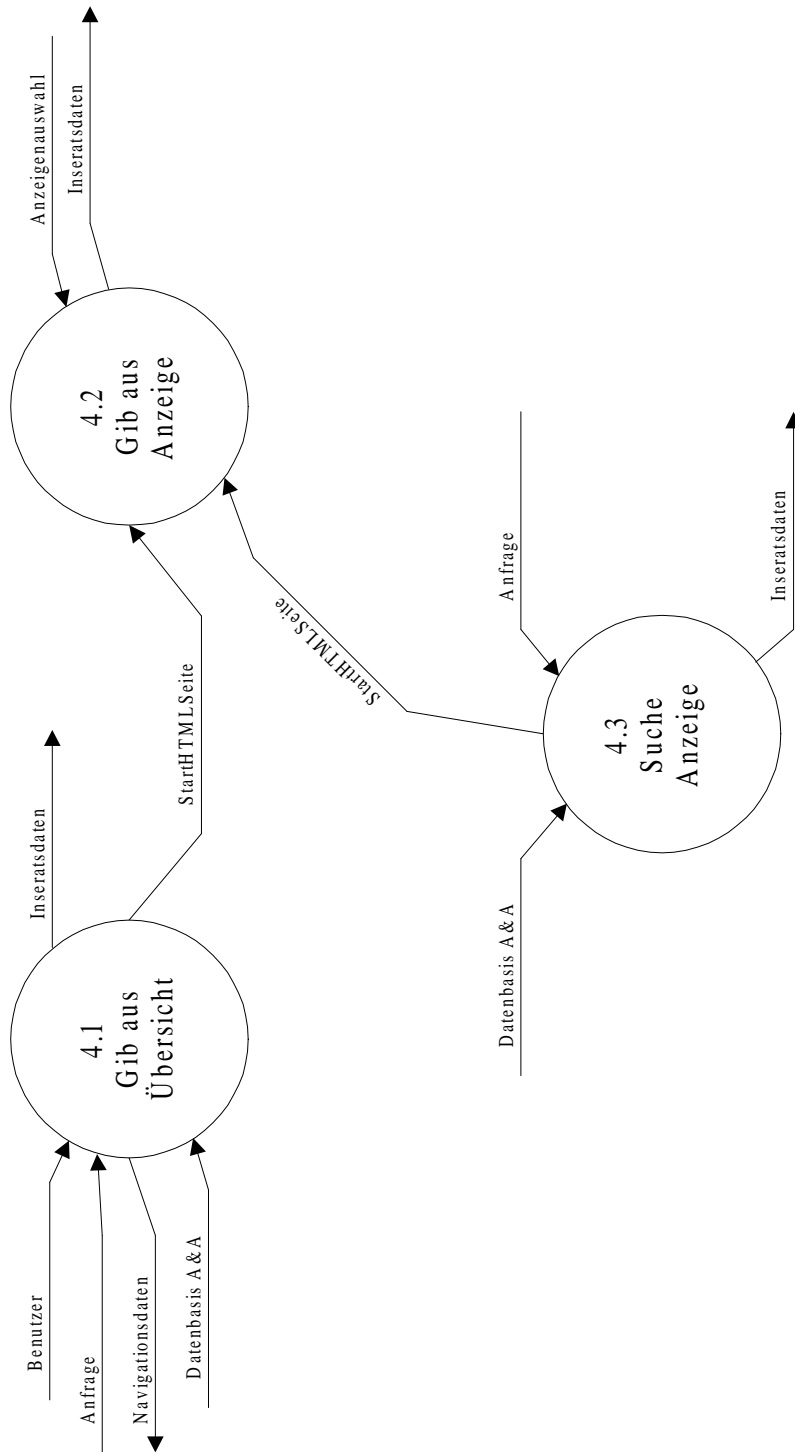 Benutzer
Anfrage
Navigationsdaten
Datenbasis A&A
4.1
Gib aus
Übersicht
Inseratsdaten
StartHTMLSeite
4.2
Gib aus
Anzeige
Anzeigenauswahl
Inseratsdaten
StartHTMLSeite
Datenbasis A&A
4.3
Suche
Anzeige
Anfrage
Inseratsdaten